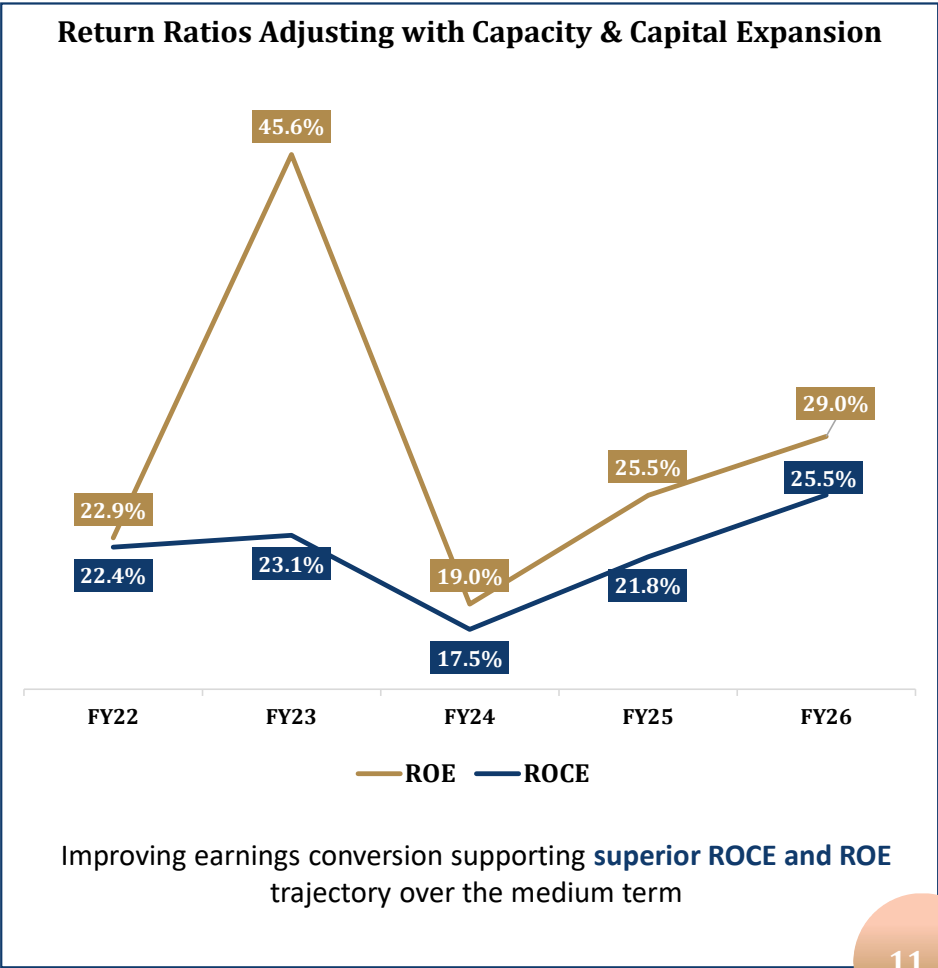 Return Ratios Adjusting with Capacity & Capital Expansion
45.6%
29.0%
25.5%
25.5%
22.9%
23.1%
19.0%
22.4%
21.8%
17.5%
FY22 FY23 FY24 FY25 FY26
ROE ROCE
Improving earnings conversion supporting superior ROCE and ROE
trajectory over the medium term
11